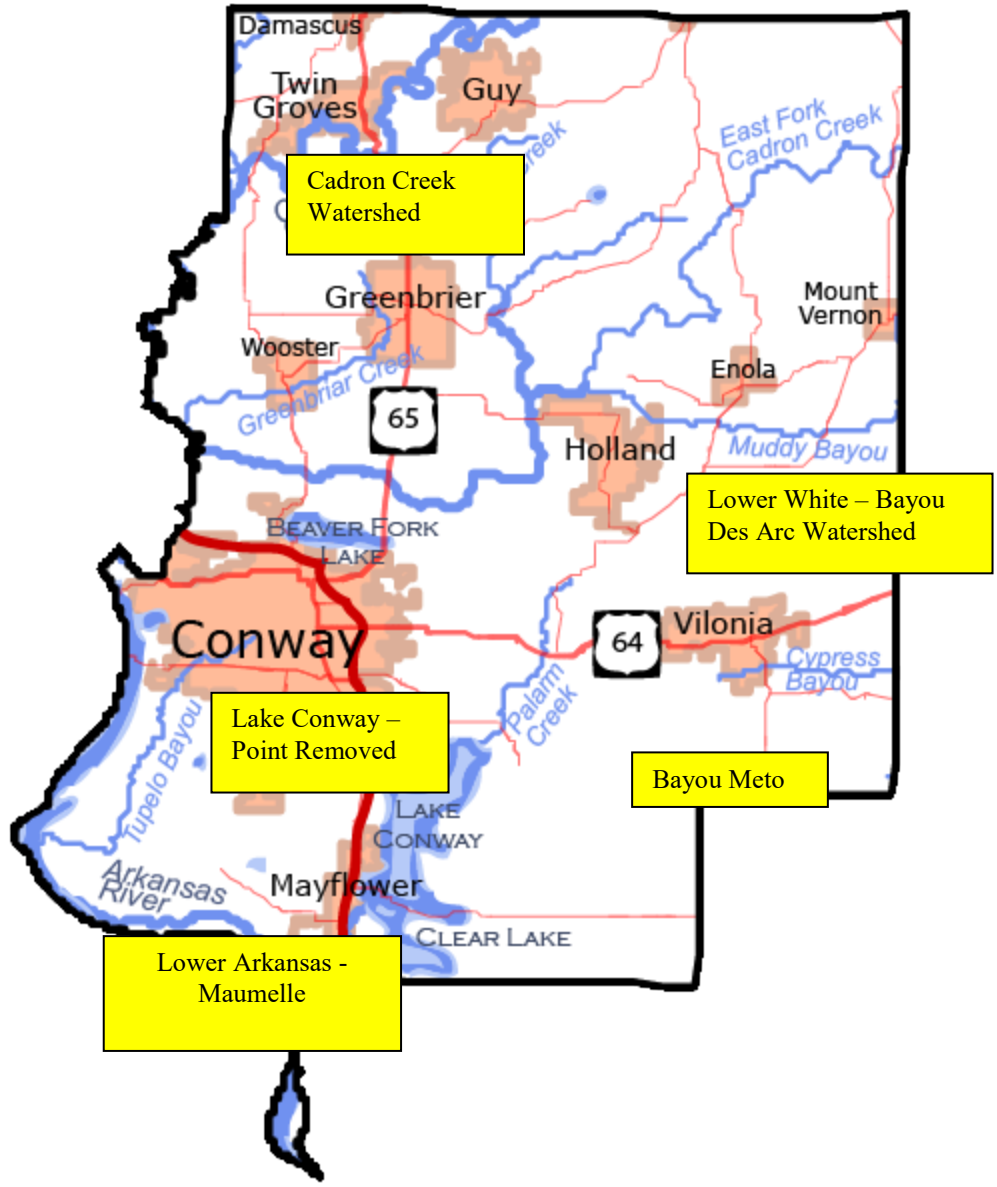 Damascus
Twin
Groves
Guy
East Fork
Cadron Creek
Cadron Creek
Watershed
Greenbrier
Mount
Vernon
Wooster
Enola
Greenbriar Creek
65
Holland
Muddy Bayou
Lower White – Bayou
Des Arc Watershed
BEAVER FORK
LAKE
Conway
64
Vilonia
Cypress
Bayou
Palarm
Creek
Lake Conway –
Point Removed
Tupelo Bayou
Bayou Meto
LAKE
CONWAY
Arkansas
River
Mayflower
CLEAR LAKE
Lower Arkansas -
Maumelle